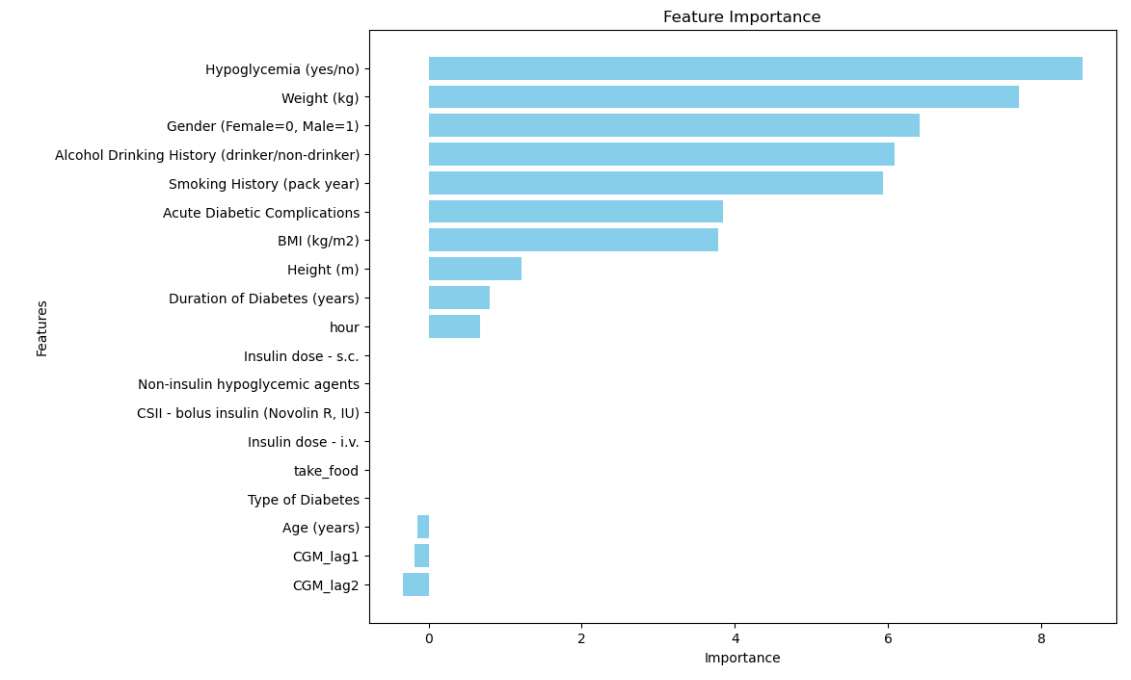 Feature Importance
Hypoglycemia (yes/no)
Weight (kg)
Gender (Female=0, Male=1)
Alcohol Drinking History (drinker/non-drinker)
Smoking History (pack year)
Acute Diabetic Complications
BMI (kg/m2)
Height (m)
Duration of Diabetes (years)
hour
Insulin dose - s.c.
Non-insulin hypoglycemic agents
CSII - bolus insulin (Novolin R, IU)
Insulin dose - i.v.
take_food
Type of Diabetes
Age (years)
CGM_lag1
CGM_lag2
Features
0 2 4 6 8
Importance